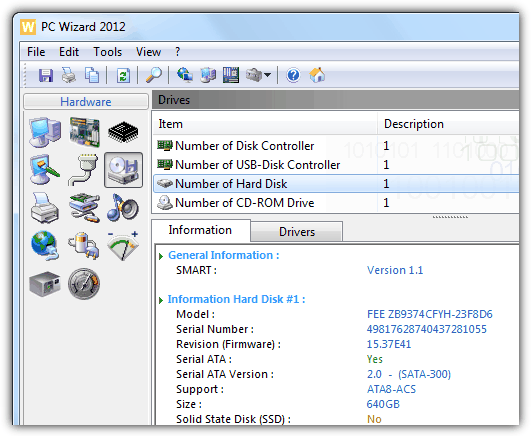 PC Wizard 2012
File Edit Tools View ?
Hardware
Drives
Item Description
Number of Disk Controller 1
Number of USB-Disk Controller 1
Number of Hard Disk 1
Number of CD-ROM Drive 1
Information Drivers
General Information :
SMART : Version 1.1
Information Hard Disk #1 :
Model : FEE ZB9374CFYH-23F8D6
Serial Number : 49817628740437281055
Revision (Firmware) : 15.37E41
Serial ATA : Yes
Serial ATA Version : 2.0 - (SATA-300)
Support : ATA8-ACS
Size : 640GB
Solid State Disk (SSD) : No